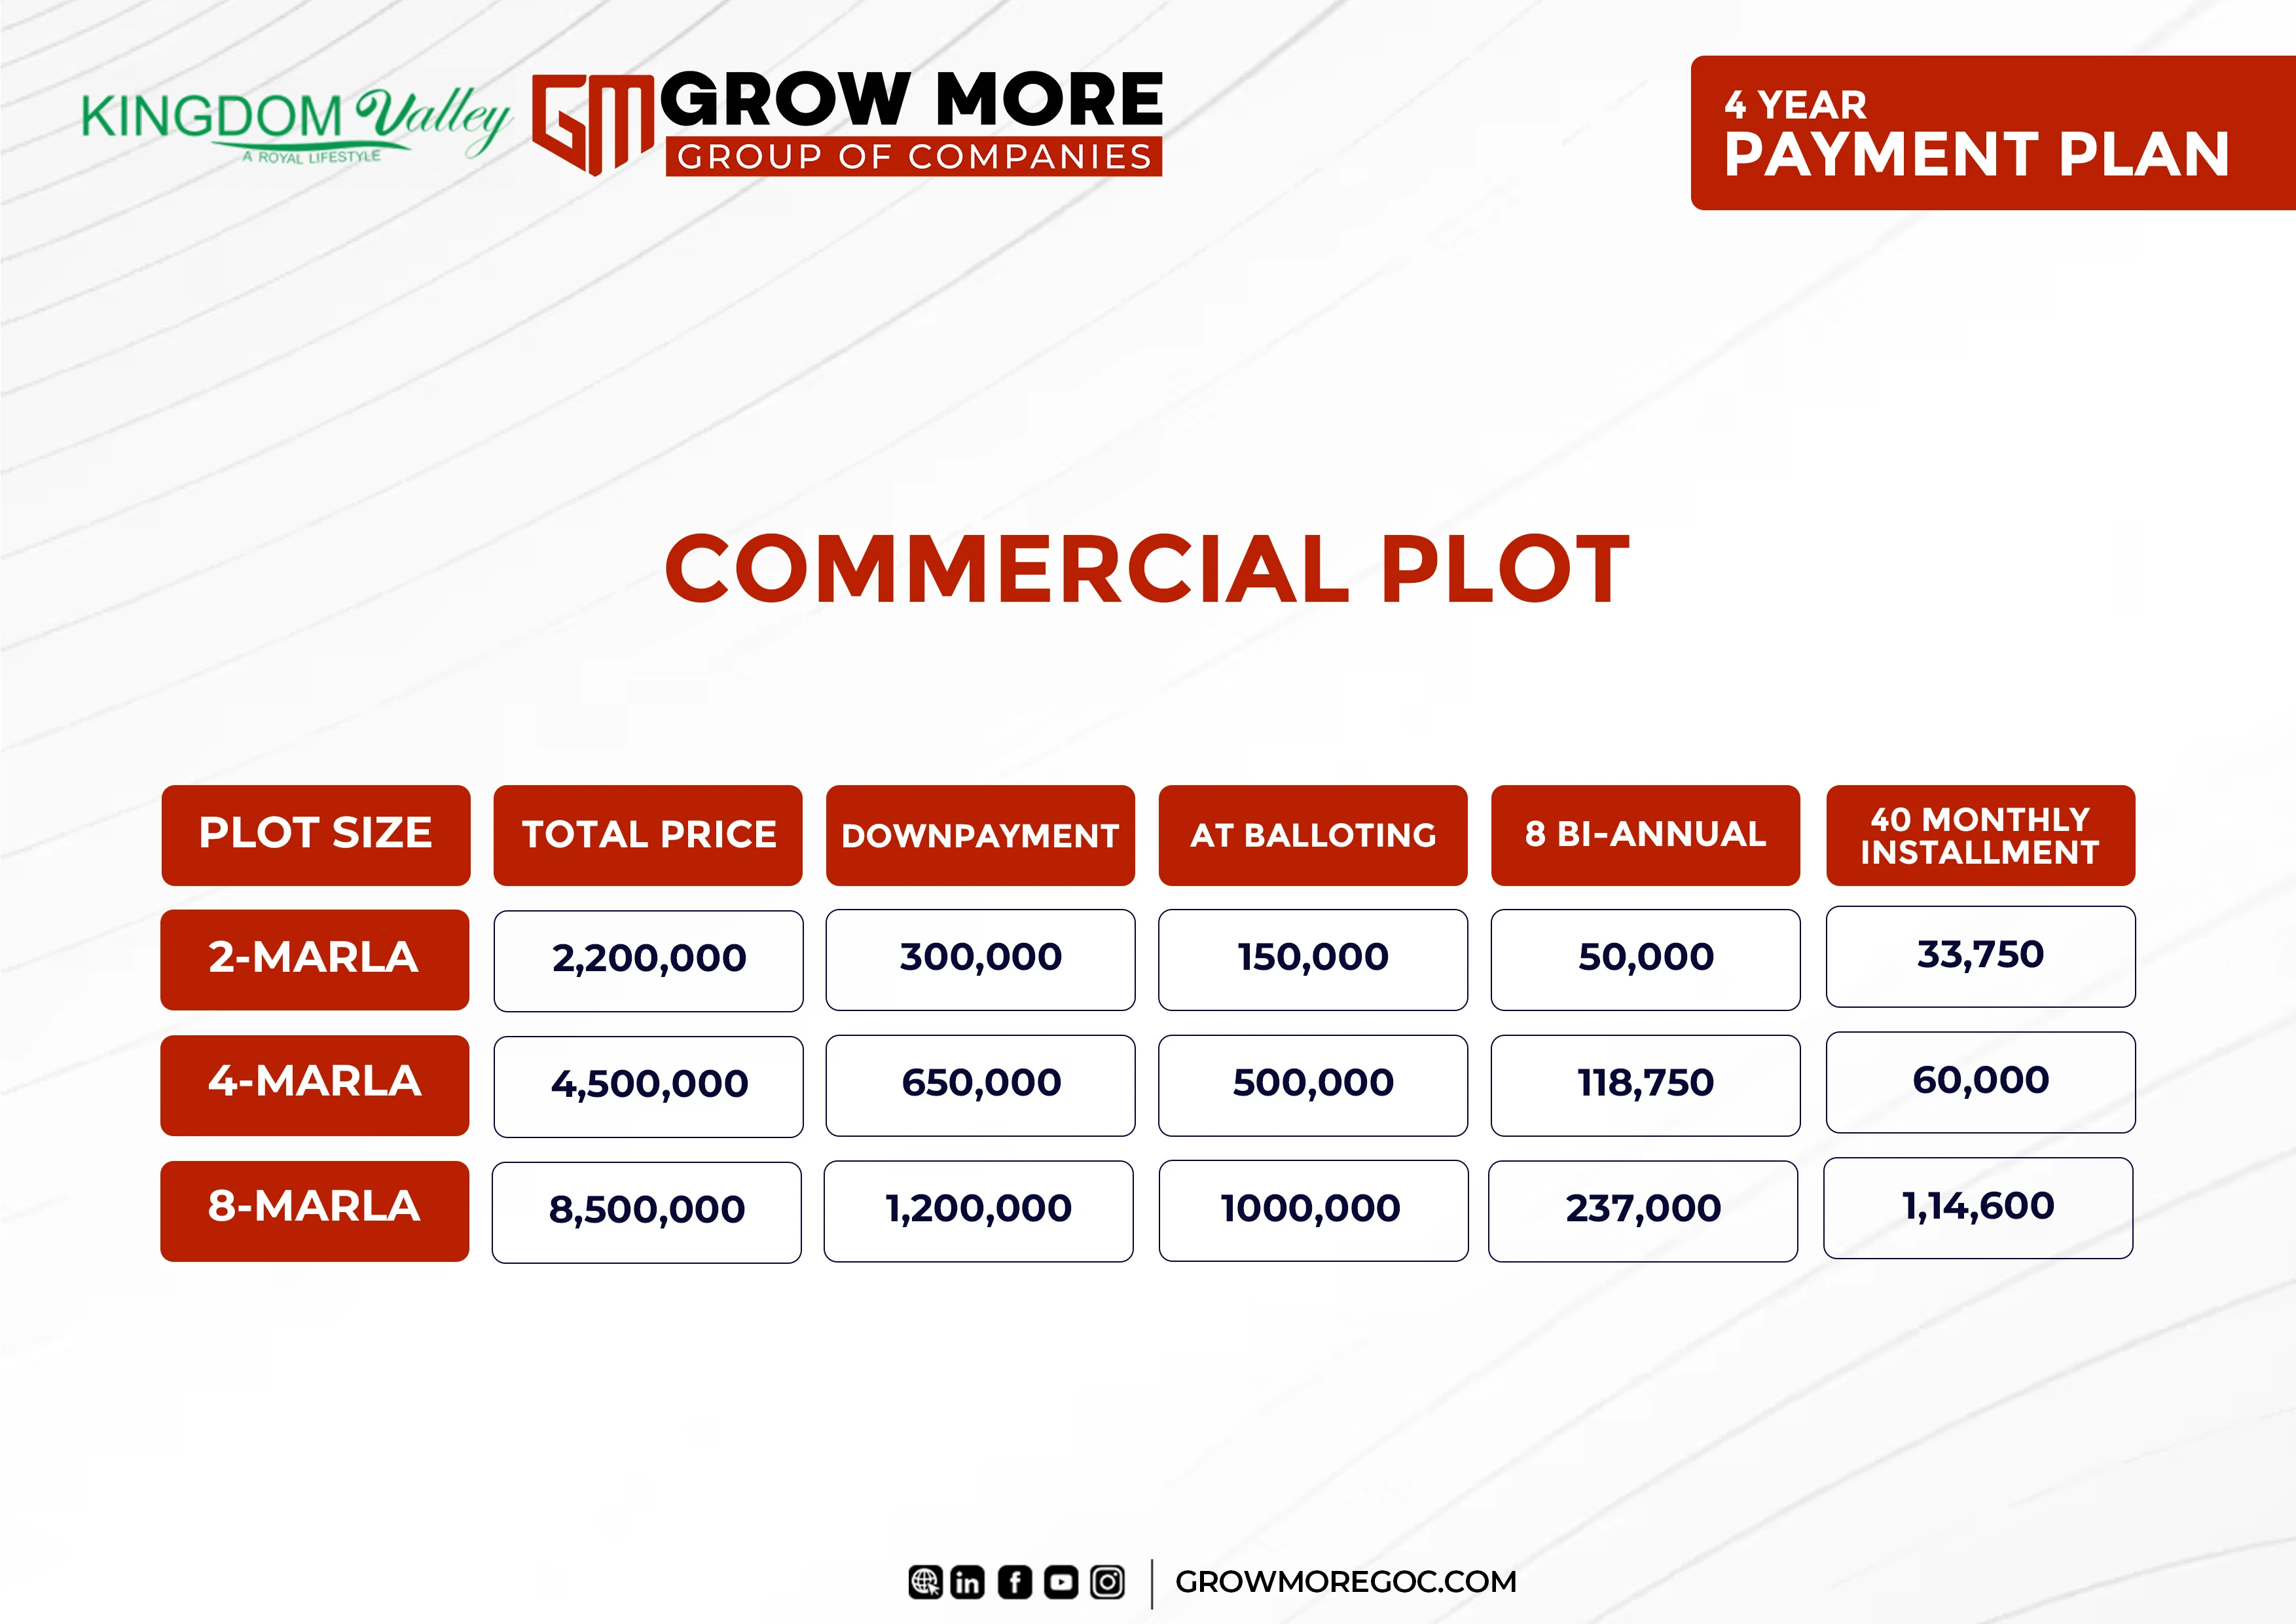 KINGDOM Valley
A ROYAL LIFESTYLE
GM GROW MORE
GROUP OF COMPANIES
4 YEAR
PAYMENT PLAN
COMMERCIAL PLOT
PLOT SIZE TOTAL PRICE DOWNPAYMENT AT BALLOTING 8 BI-ANNUAL 40 MONTHLY INSTALLMENT
2-MARLA 2,200,000 300,000 150,000 50,000 33,750
4-MARLA 4,500,000 650,000 500,000 118,750 60,000
8-MARLA 8,500,000 1,200,000 1000,000 237,000 1,14,600
GROWMOREGOC.COM